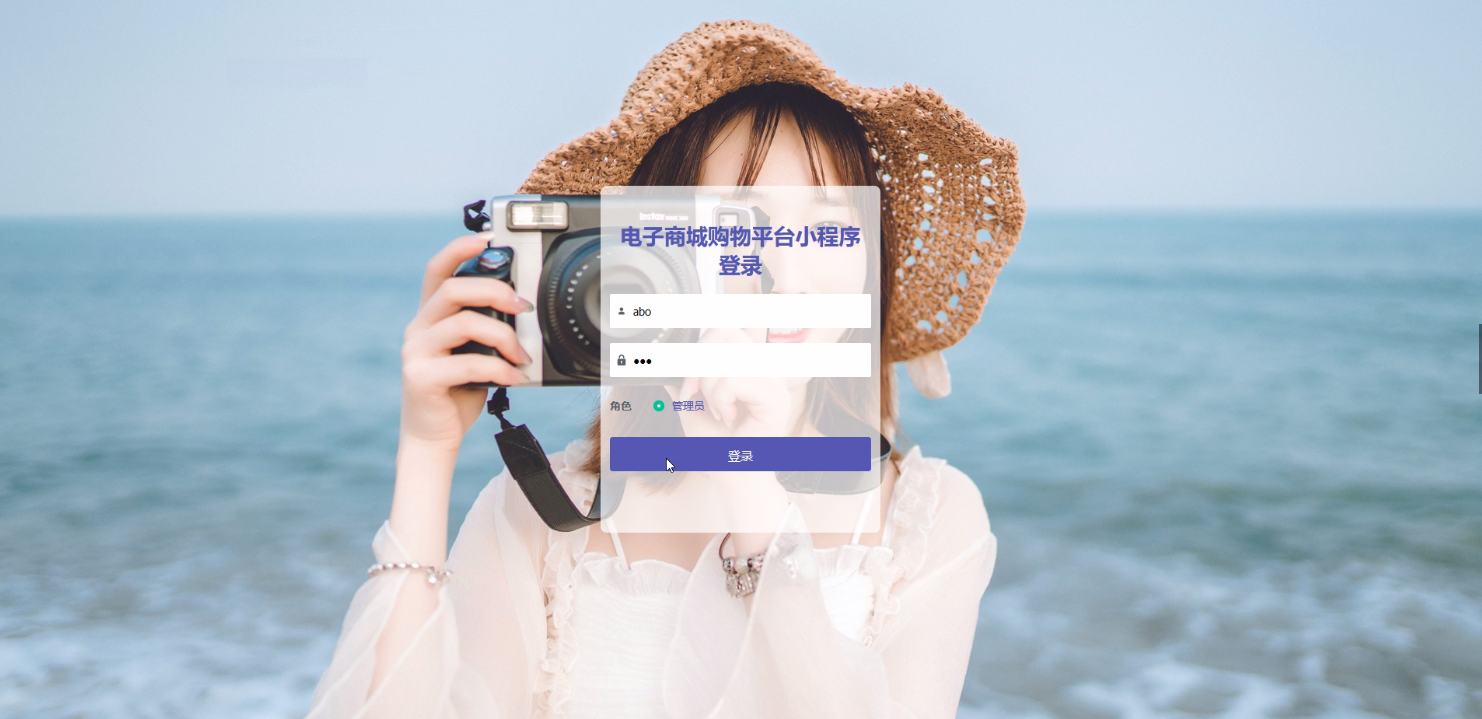 instax
电子商城购物平台小程序
登录
abo
角色 管理员
登录